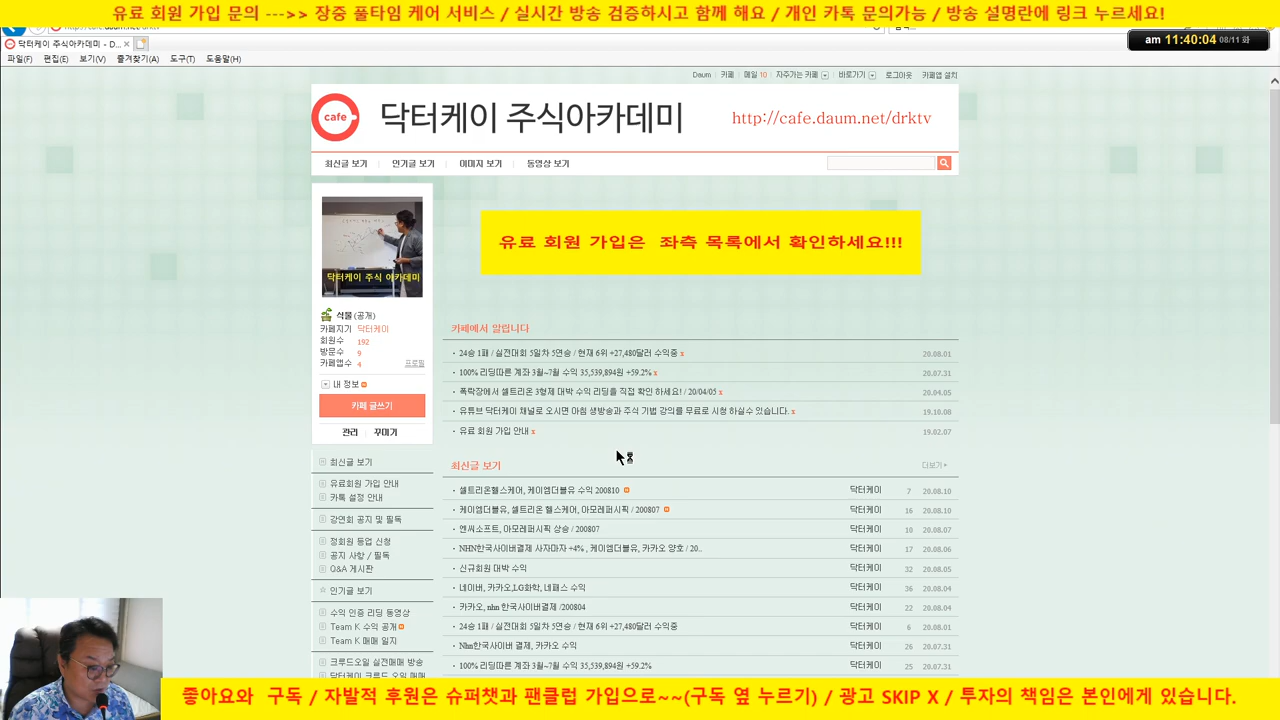 유료 회원 가입 문의 --->> 장중 풀타임 케어 서비스 / 실시간 방송 검증하시고 함께 해요 / 개인 카톡 문의가능 / 방송 설명란에 링크 누르세요!
닥터케이 주식아카데미 - D...
am 11:40:04 08/11 화
파일(F) 편집(E) 보기(V) 즐겨찾기(A) 도구(T) 도움말(H)
Daum 카페 메일 10 자주가는 카페 바로가기 로그아웃 카페앱 설치
cafe 닥터케이 주식아카데미 http://cafe.daum.net/drktv
최신글 보기 인기글 보기 이미지 보기 동영상 보기
닥터케이 주식 아카데미
유료 회원 가입은 좌측 목록에서 확인하세요!!!
석물 (공개)
카페지기 닥터케이
회원수 192
방문수 9
카페앱수 4 프로필
내 정보
카페 글쓰기
관리 꾸미기
카페에서 알립니다
24승 1패 / 실전대회 5일차 5연승 / 현재 6위 +27,480달러 수익중 x 20.08.01
100% 리딩따른 계좌 3월~7월 수익 35,539,894원 +59.2% x 20.07.31
폭락장에서 셀트리온 3형제 대박 수익 리딩을 직접 확인 하세요! / 20/04/05 x 20.04.05
유튜브 닥터케이 채널로 오시면 아침 생방송과 주식 기법 강의를 무료로 시청 하실수 있습니다. x 19.10.08
유료 회원 가입 안내 x 19.02.07
최신글 보기 더보기
셀트리온헬스케어, 케이엠더블유 수익 200810 닥터케이 7 20.08.10
케이엠더블유, 셀트리온 헬스케어, 아모레퍼시픽 / 200807 닥터케이 16 20.08.10
엔씨소프트, 아모레퍼시픽 상승 / 200807 닥터케이 10 20.08.07
NHN한국사이버결제 사자마자 +4% , 케이엠더블유, 카카오 양호 / 20.. 닥터케이 17 20.08.06
신규회원 대박 수익 닥터케이 32 20.08.05
네이버, 카카오,LG화학, 네패스 수익 닥터케이 36 20.08.04
카카오, nhn 한국사이버결제 /200804 닥터케이 22 20.08.04
24승 1패 / 실전대회 5일차 5연승 / 현재 6위 +27,480달러 수익중 닥터케이 6 20.08.01
Nhn한국사이버 결제, 카카오 수익 닥터케이 26 20.07.31
100% 리딩따른 계좌 3월~7월 수익 35,539,894원 +59.2% 닥터케이 25 20.07.31
최신글 보기
유료회원 가입 안내
카톡 설정 안내
강연회 공지 및 필독
정회원 등업 신청
공지 사항 / 필독
Q&A 게시판
인기글 보기
수익 인증 리딩 동영상
Team K 수익 공개
Team K 매매 일지
크루드오일 실전매매 방송
닥터케이 크루드 오일 매매
좋아요와 구독 / 자발적 후원은 슈퍼챗과 팬클럽 가입으로~~(구독 옆 누르기) / 광고 SKIP X / 투자의 책임은 본인에게 있습니다.